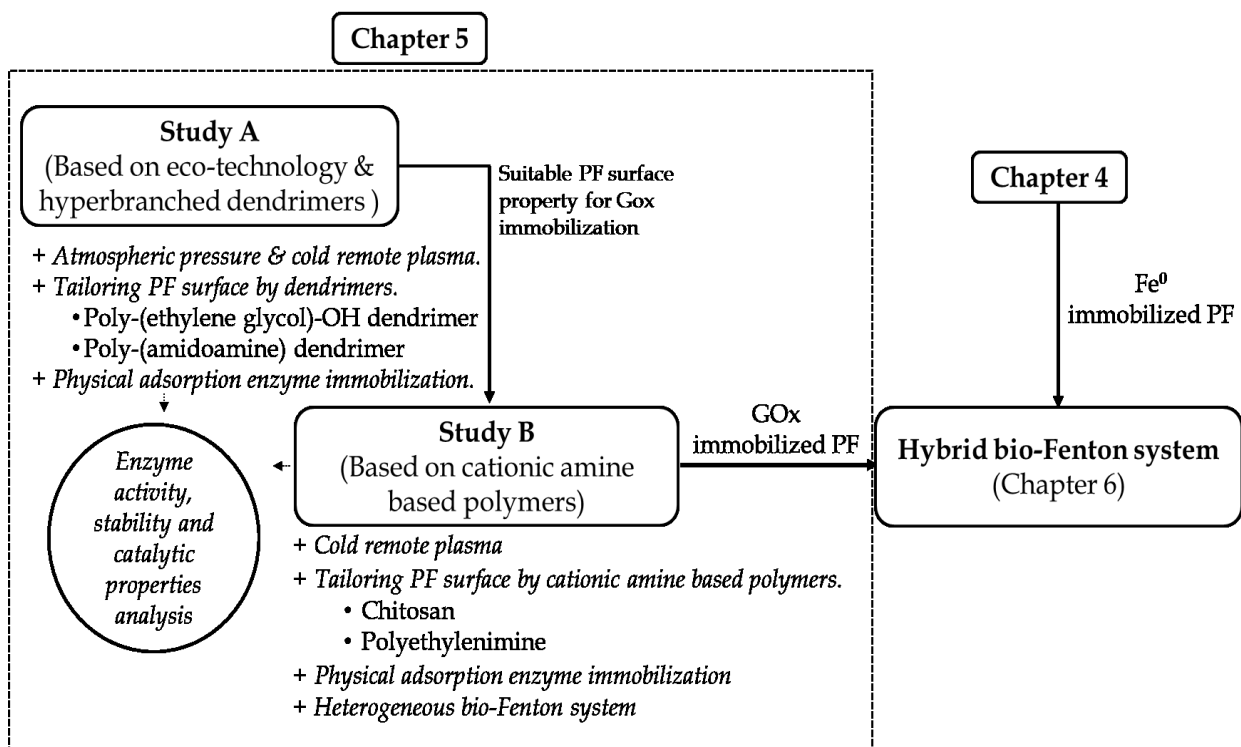 Chapter 5
Study A
(Based on eco-technology &
hyperbranched dendrimers )
+ Atmospheric pressure & cold remote plasma.
+ Tailoring PF surface by dendrimers.
• Poly-(ethylene glycol)-OH dendrimer
• Poly-(amidoamine) dendrimer
+ Physical adsorption enzyme immobilization.
Suitable PF surface
property for Gox
immobilization
Chapter 4
Fe⁰
immobilized PF
Enzyme
activity,
stability and
catalytic
properties
analysis
Study B
(Based on cationic amine
based polymers)
GOx
immobilized PF
Hybrid bio-Fenton system
(Chapter 6)
+ Cold remote plasma
+ Tailoring PF surface by cationic amine based polymers.
• Chitosan
• Polyethylenimine
+ Physical adsorption enzyme immobilization
+ Heterogeneous bio-Fenton system